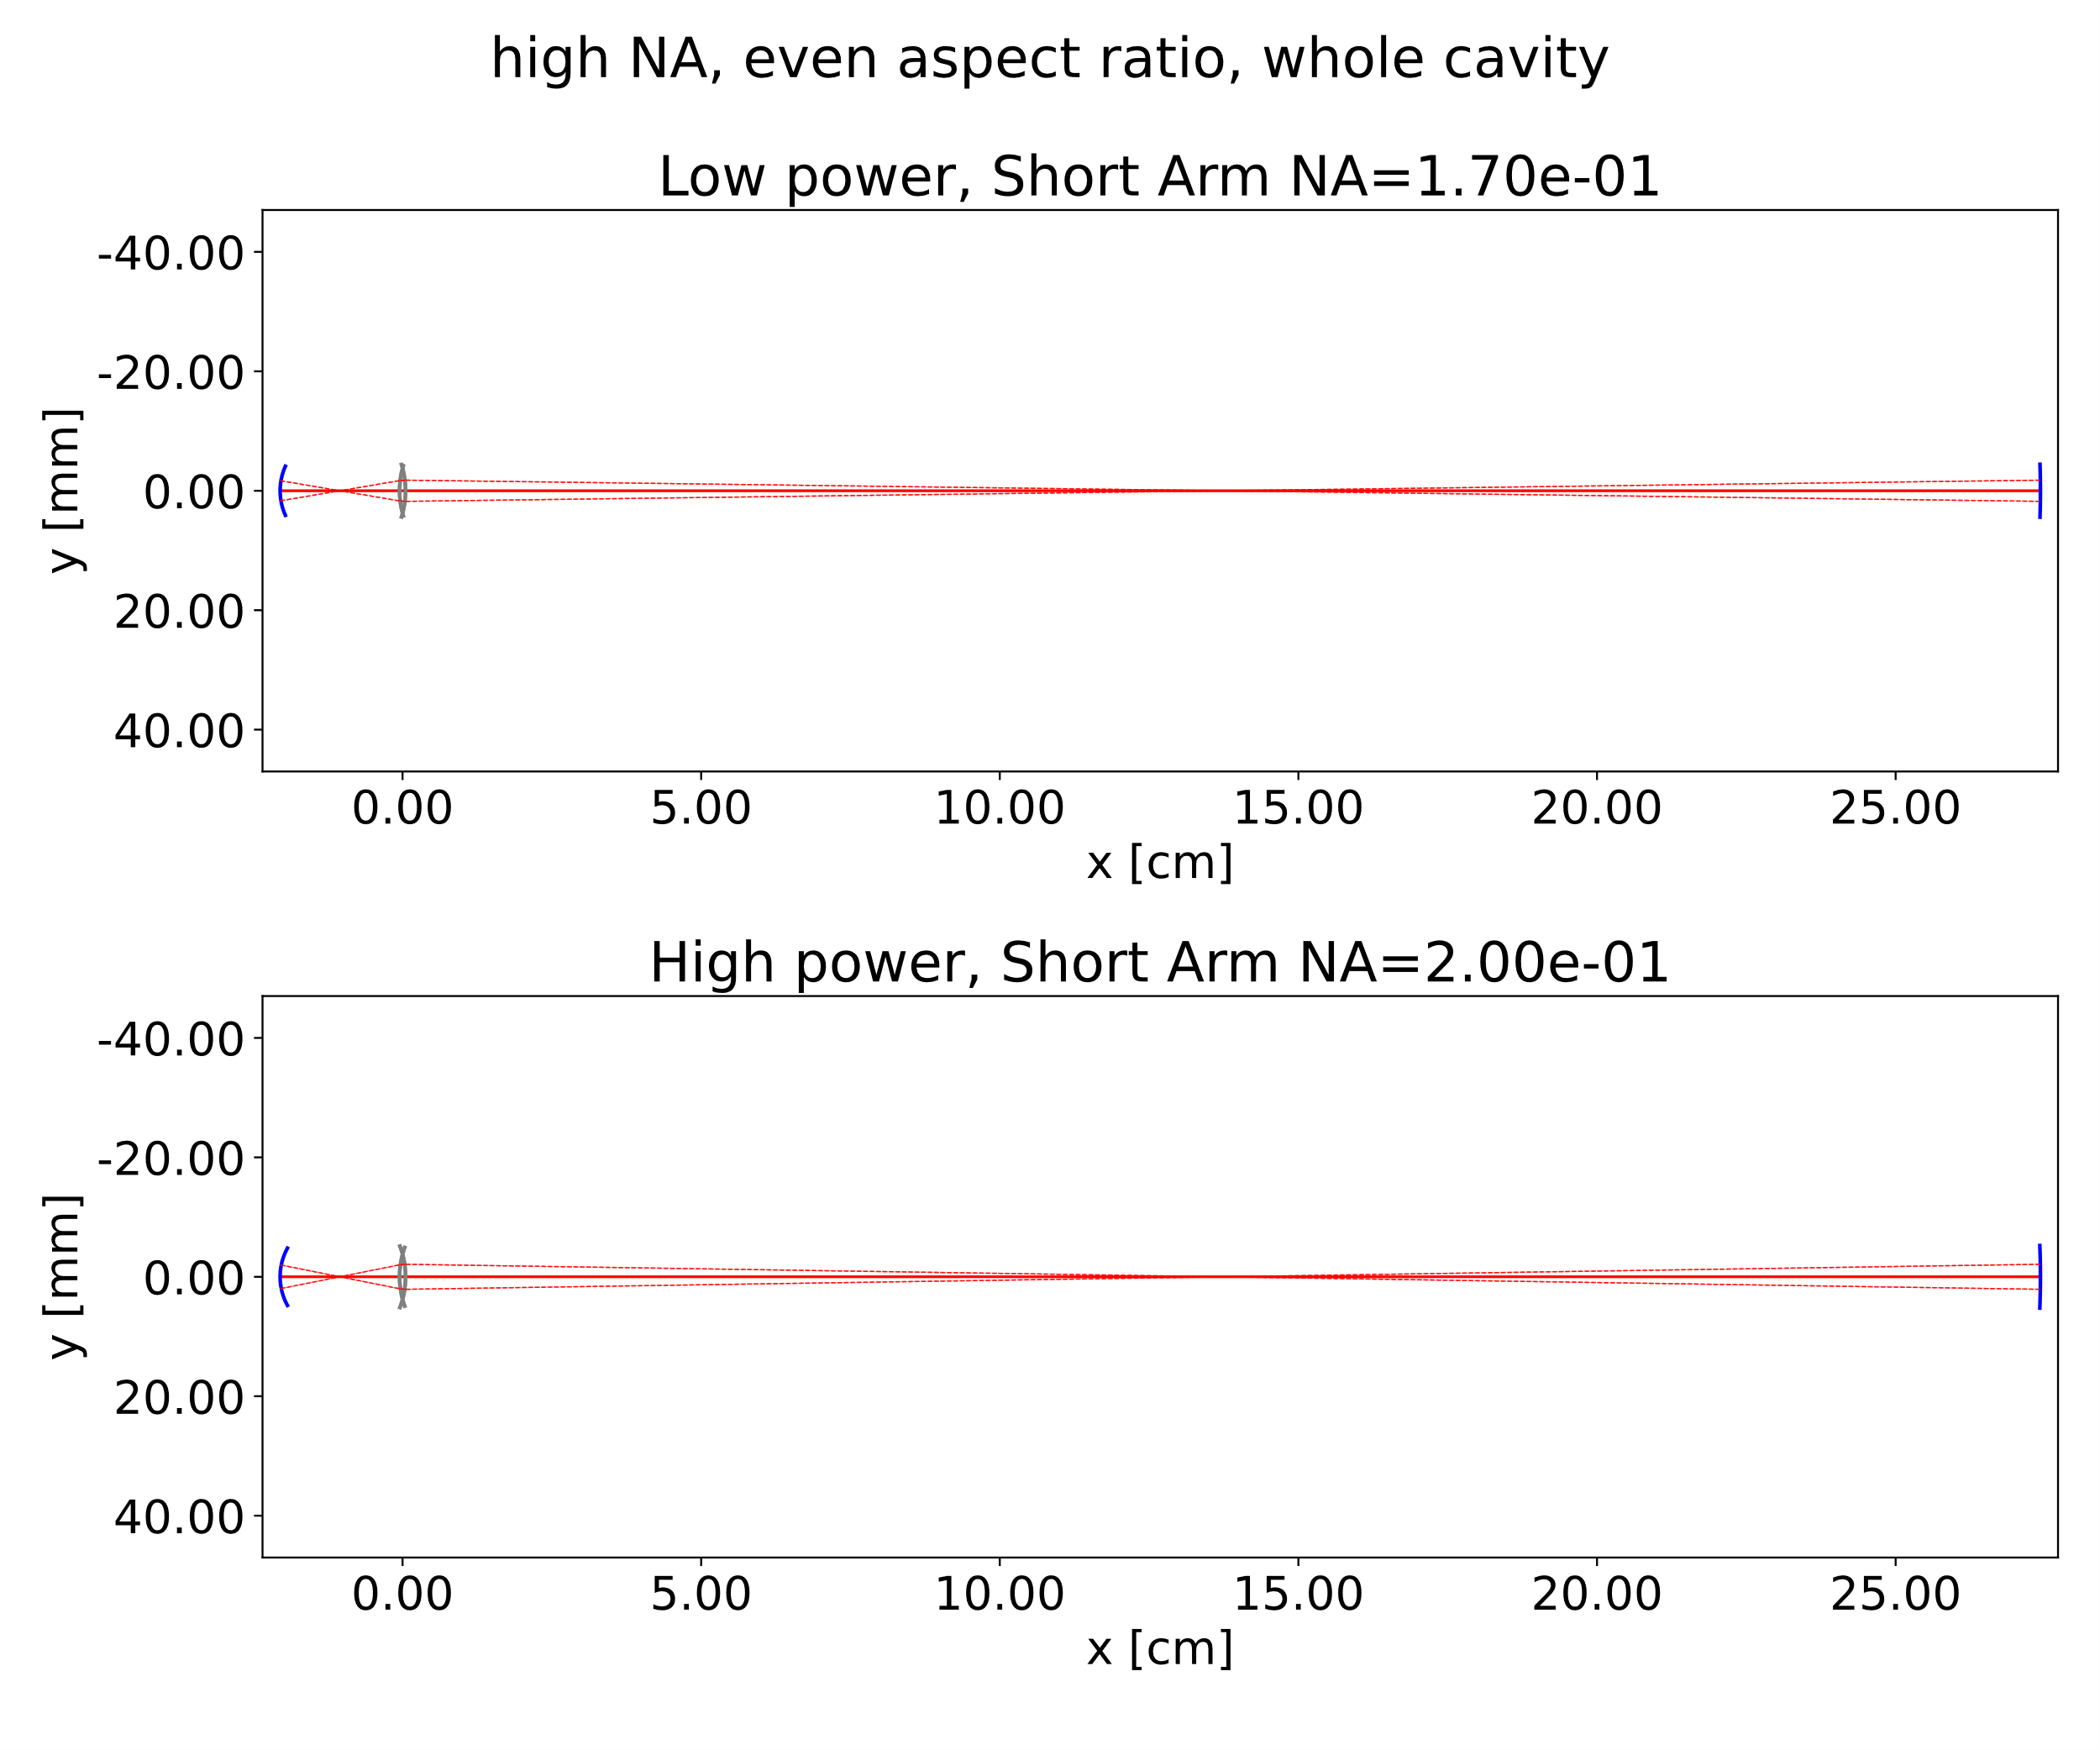 high NA, even aspect ratio, whole cavity
Low power, Short Arm NA=1.70e-01
-40.00
-20.00
0.00
20.00
40.00
y [mm]
0.00 5.00 10.00 15.00 20.00 25.00
x [cm]
High power, Short Arm NA=2.00e-01
-40.00
-20.00
0.00
20.00
40.00
y [mm]
0.00 5.00 10.00 15.00 20.00 25.00
x [cm]